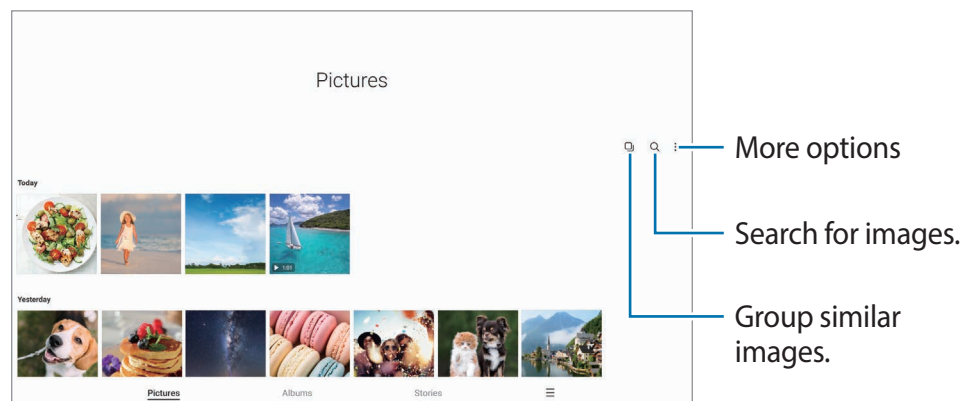 Pictures
More options
Today
Search for images.
1:01
Yesterday
Group similar
images.
Pictures
Albums
Stories